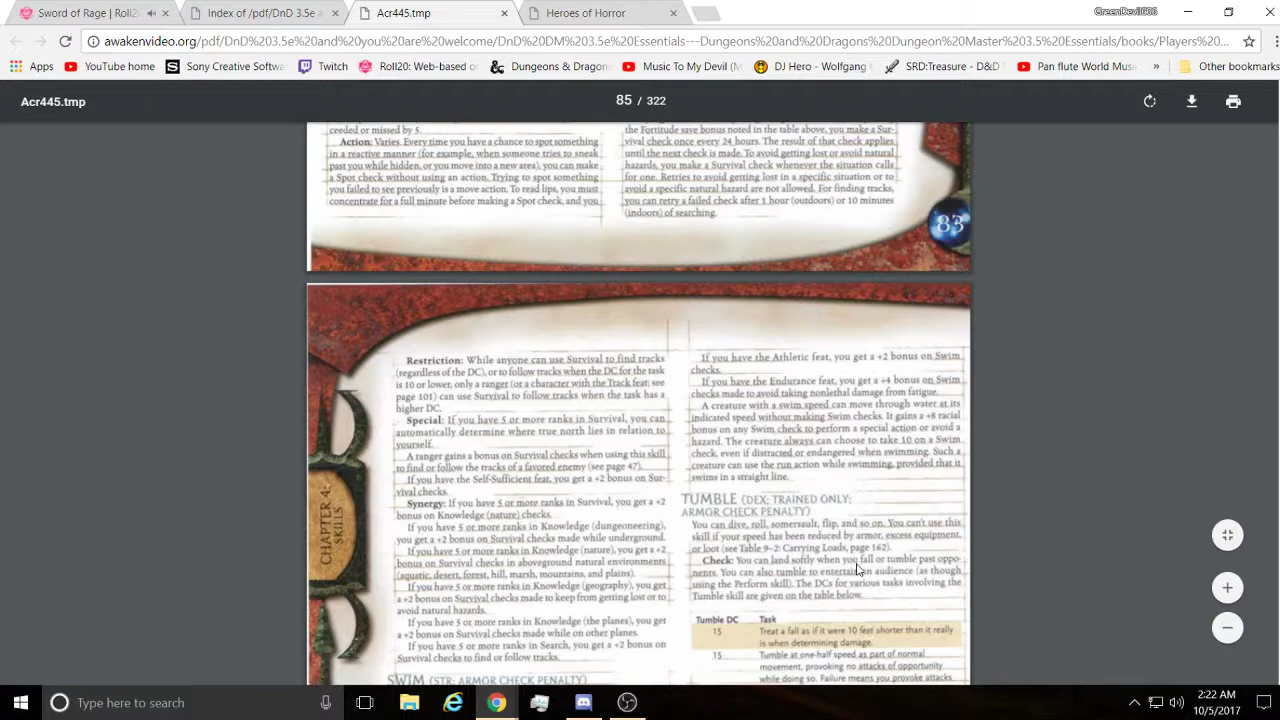 Sword of Rage | Roll20
Index of /pdf/DnD 3.5e
Acr445.tmp
Heroes of Horror
GreenDevil606
awakenvideo.org/pdf/DnD%203.5e%20and%20you%20are%20welcome/DnD%20DM%203.5e%20Essentials---Dungeons%20and%20Dragons%20Dungeon%20Master%203.5%20Essentials/books/Players%20...
Apps
YouTube home
Sony Creative Softwa
Twitch
Roll20: Web-based o
Dungeons & Dragons
Music To My Devil (M
DJ Hero - Wolfgang
SRD:Treasure - D&D
Pan flute World Musi
»
Other bookmarks
Acr445.tmp
85 / 322
ceeded or missed by 5.
Action: Varies. Every time you have a chance to spot something
in a reactive manner (for example, when someone tries to sneak
past you while hidden, or you move into a new area), you can make
a Spot check without using an action. Trying to spot something
you failed to see previously is a move action. To read lips, you must
concentrate for a full minute before making a Spot check, and you
the Fortitude save bonus noted in the table above, you make a Sur-
vival check once every 24 hours. The result of that check applies
until the next check is made. To avoid getting lost or avoid natural
hazards, you make a Survival check whenever the situation calls
for one. Retries to avoid getting lost in a specific situation or to
avoid a specific natural hazard are not allowed. For finding tracks,
you can retry a failed check after 1 hour (outdoors) or 10 minutes
(indoors) of searching.
83
CHAPTER 4:
SKILLS
Restriction: While anyone can use Survival to find tracks
(regardless of the DC), or to follow tracks when the DC for the task
is 10 or lower, only a ranger (or a character with the Track feat; see
page 101) can use Survival to follow tracks when the task has a
higher DC.
Special: If you have 5 or more ranks in Survival, you can
automatically determine where true north lies in relation to
yourself.
A ranger gains a bonus on Survival checks when using this skill
to find or follow the tracks of a favored enemy (see page 47).
If you have the Self-Sufficient feat, you get a +2 bonus on Sur-
vival checks.
Synergy: If you have 5 or more ranks in Survival, you get a +2
bonus on Knowledge (nature) checks.
If you have 5 or more ranks in Knowledge (dungeoneering),
you get a +2 bonus on Survival checks made while underground.
If you have 5 or more ranks in Knowledge (nature), you get a +2
bonus on Survival checks in aboveground natural environments
(aquatic, desert, forest, hill, marsh, mountains, and plains).
If you have 5 or more ranks in Knowledge (geography), you get
a +2 bonus on Survival checks made to keep from getting lost or to
avoid natural hazards.
If you have 5 or more ranks in Knowledge (the planes), you get
a +2 bonus on Survival checks made while on other planes.
If you have 5 or more ranks in Search, you get a +2 bonus on
Survival checks to find or follow tracks.
SWIM (STR; ARMOR CHECK PENALTY)
If you have the Athletic feat, you get a +2 bonus on Swim
checks.
If you have the Endurance feat, you get a +4 bonus on Swim
checks made to avoid taking nonlethal damage from fatigue.
A creature with a swim speed can move through water at its
indicated speed without making Swim checks. It gains a +8 racial
bonus on any Swim check to perform a special action or avoid a
hazard. The creature always can choose to take 10 on a Swim
check, even if distracted or endangered when swimming. Such a
creature can use the run action while swimming, provided that it
swims in a straight line.
TUMBLE (DEX; TRAINED ONLY;
ARMOR CHECK PENALTY)
You can dive, roll, somersault, flip, and so on. You can't use this
skill if your speed has been reduced by armor, excess equipment,
or loot (see Table 9–2: Carrying Loads, page 162).
Check: You can land softly when you fall or tumble past oppo-
nents. You can also tumble to entertain an audience (as though
using the Perform skill). The DCs for various tasks involving the
Tumble skill are given on the table below.
Tumble DC Task
15 Treat a fall as if it were 10 feet shorter than it really
is when determining damage.
15 Tumble at one-half speed as part of normal
movement, provoking no attacks of opportunity
while doing so. Failure means you provoke attacks
Type here to search
2:22 AM
10/5/2017